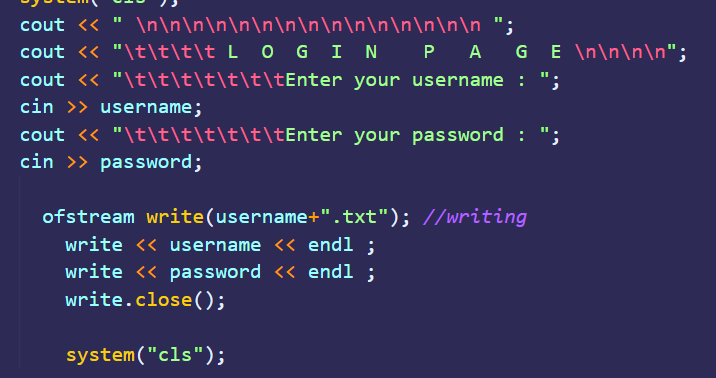 system("cls");
cout << " \n\n\n\n\n\n\n\n\n\n\n\n\n\n\n ";
cout << "\t\t\t\t L  O  G  I  N    P   A   G  E \n\n\n\n";
cout << "\t\t\t\t\t\t\tEnter your username : ";
cin >> username;
cout << "\t\t\t\t\t\t\tEnter your password : ";
cin >> password;
ofstream write(username+".txt"); //writing
write << username << endl ;
write << password << endl ;
write.close();
system("cls");